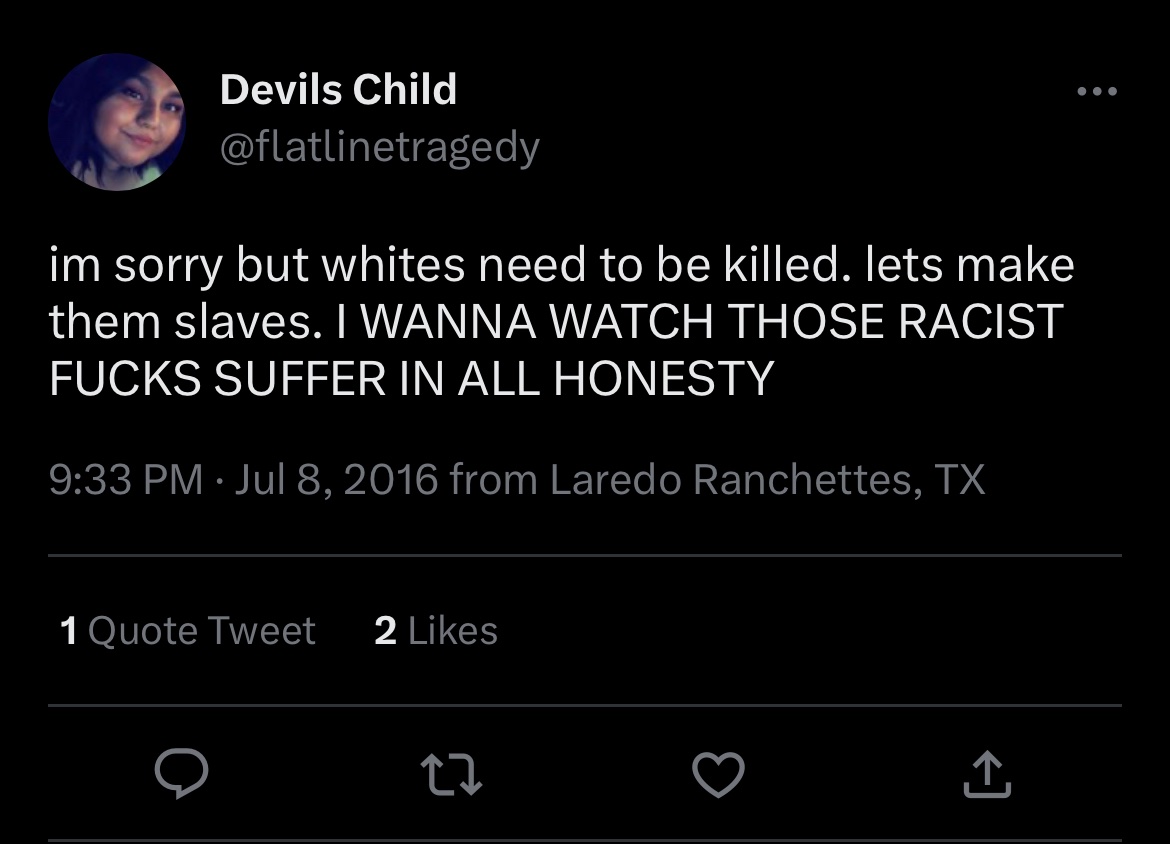 Devils Child
@flatlinetragedy
im sorry but whites need to be killed. lets make
them slaves. I WANNA WATCH THOSE RACIST
FUCKS SUFFER IN ALL HONESTY
9:33 PM · Jul 8, 2016 from Laredo Ranchettes, TX
1 Quote Tweet 2 Likes